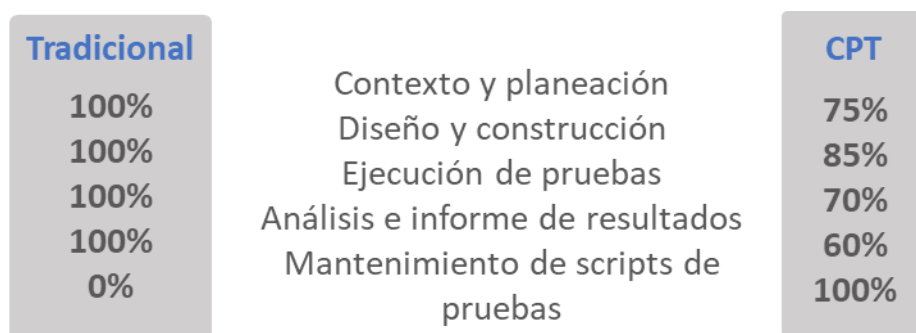 Tradicional
100%
100%
100%
100%
0%
Contexto y planeación
Diseño y construcción
Ejecución de pruebas
Análisis e informe de resultados
Mantenimiento de scripts de
pruebas
CPT
75%
85%
70%
60%
100%